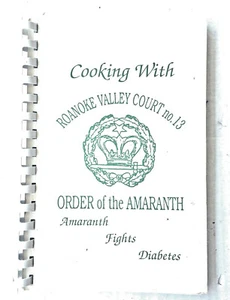 Cooking With
ROANOKE VALLEY COURT no.13
ORDER of the AMARANTH
Amaranth
Fights
Diabetes